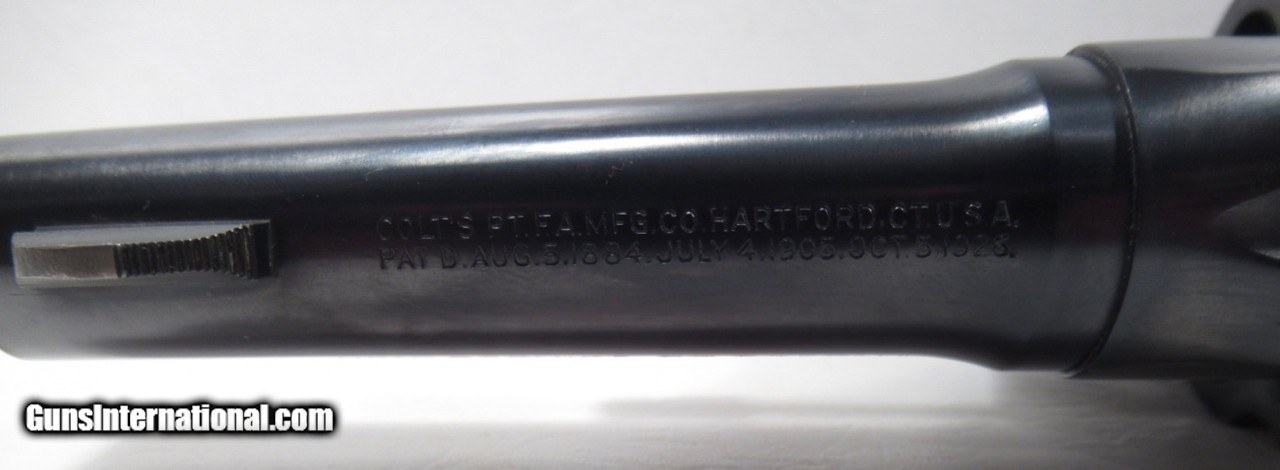 COLT'S PT. F.A. MFG. CO. HARTFORD. CT. U.S.A.
PAT'D. AUG. 5. 1884. JULY 4. 1905. OCT. 5. 1926.
GunsInternational.com